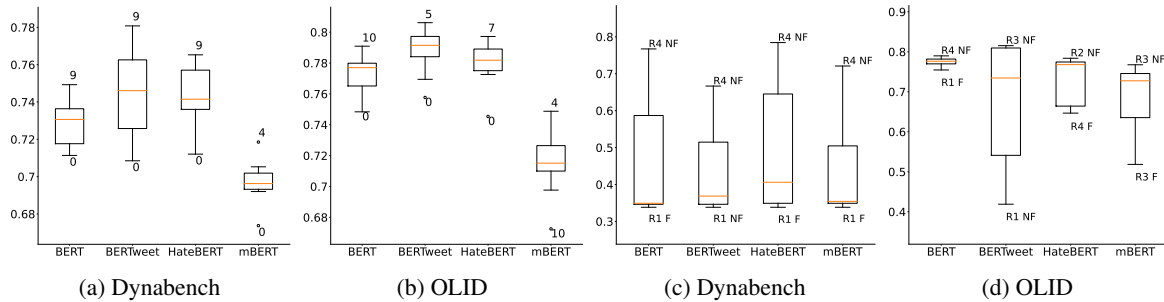 0.78
0.76
0.74
0.72
0.7
0.68
9
0
9
0
9
0
4
0
BERT
BERTweet
HateBERT
mBERT
(a) Dynabench
0.8
0.78
0.76
0.74
0.72
0.7
0.68
10
0
5
0
7
0
4
10
BERT
BERTweet
HateBERT
mBERT
(b) OLID
0.8
0.7
0.6
0.5
0.4
0.3
R4 NF
R1 F
R4 NF
R1 NF
R4 NF
R1 F
R4 NF
R1 F
BERT
BERTweet
HateBERT
mBERT
(c) Dynabench
0.9
0.8
0.7
0.6
0.5
0.4
R4 NF
R1 F
R3 NF
R1 NF
R2 NF
R4 F
R3 NF
R3 F
BERT
BERTweet
HateBERT
mBERT
(d) OLID